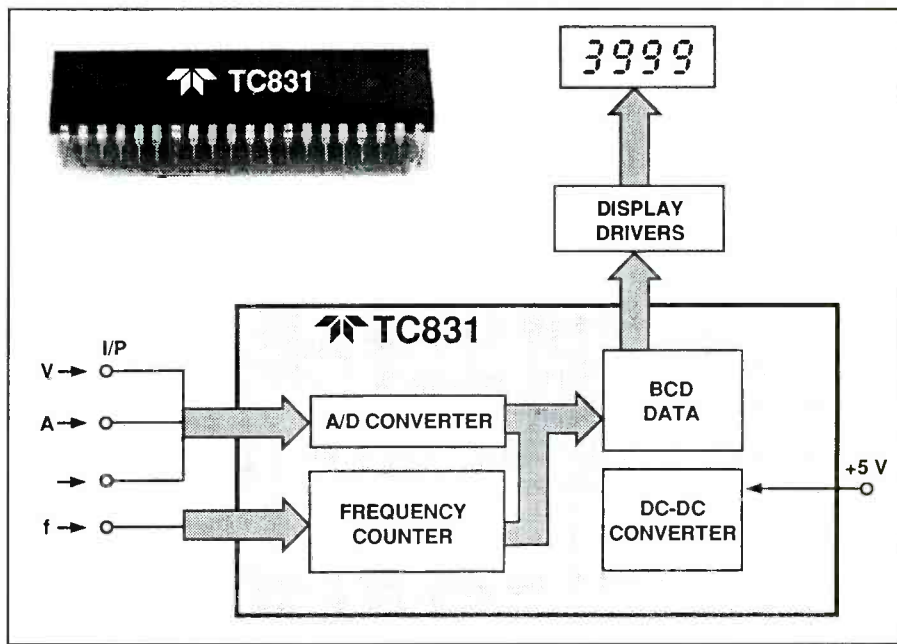 TC831
3999
DISPLAY
DRIVERS
TC831
I/P
V
A
f
A/D CONVERTER
FREQUENCY
COUNTER
BCD
DATA
DC-DC
CONVERTER
+5 V